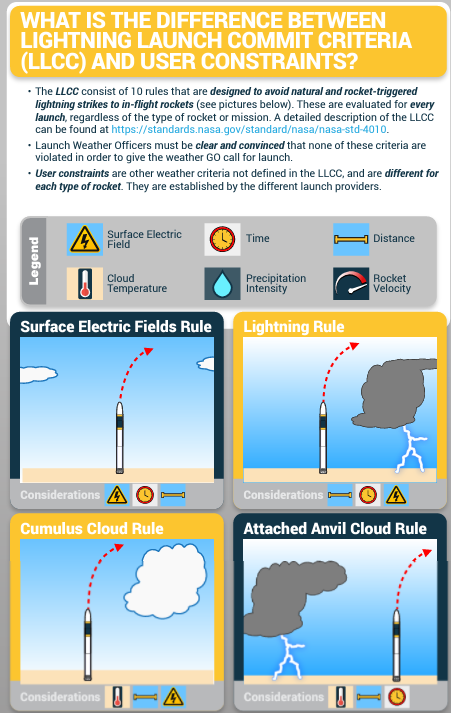 WHAT IS THE DIFFERENCE BETWEEN
LIGHTNING LAUNCH COMMIT CRITERIA
(LLCC) AND USER CONSTRAINTS?
• The LLCC consist of 10 rules that are designed to avoid natural and rocket-triggered
lightning strikes to in-flight rockets (see pictures below). These are evaluated for every
launch, regardless of the type of rocket or mission. A detailed description of the LLCC
can be found at https://standards.nasa.gov/standard/nasa/nasa-std-4010.
• Launch Weather Officers must be clear and convinced that none of these criteria are
violated in order to give the weather GO call for launch.
• User constraints are other weather criteria not defined in the LLCC, and are different for
each type of rocket. They are established by the different launch providers.
Legend
Surface Electric
Field
Time
Distance
Cloud
Temperature
Precipitation
Intensity
Rocket
Velocity
Surface Electric Fields Rule
Considerations
Lightning Rule
Considerations
Cumulus Cloud Rule
Considerations
Attached Anvil Cloud Rule
Considerations